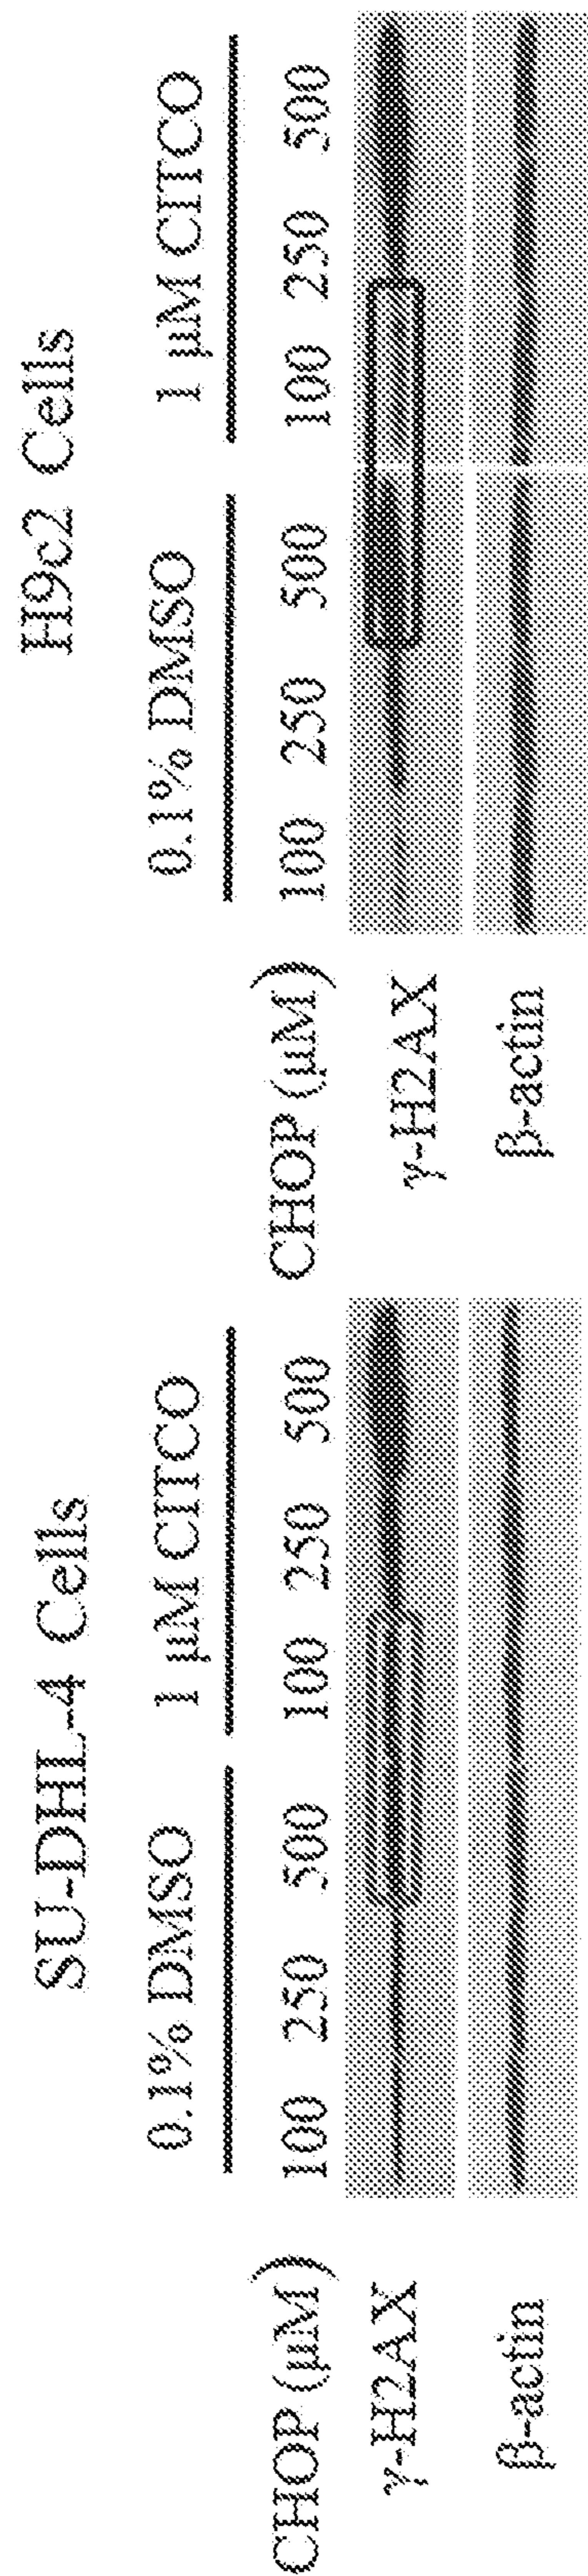 SU-DHL-4 Cells
0.1% DMSO 1 μM CITCO
CHOP (μM) 100 250 500 100 250 500
γ-H2AX
β-actin
H9c2 Cells
0.1% DMSO 1 μM CITCO
CHOP (μM) 100 250 500 100 250 500
γ-H2AX
β-actin